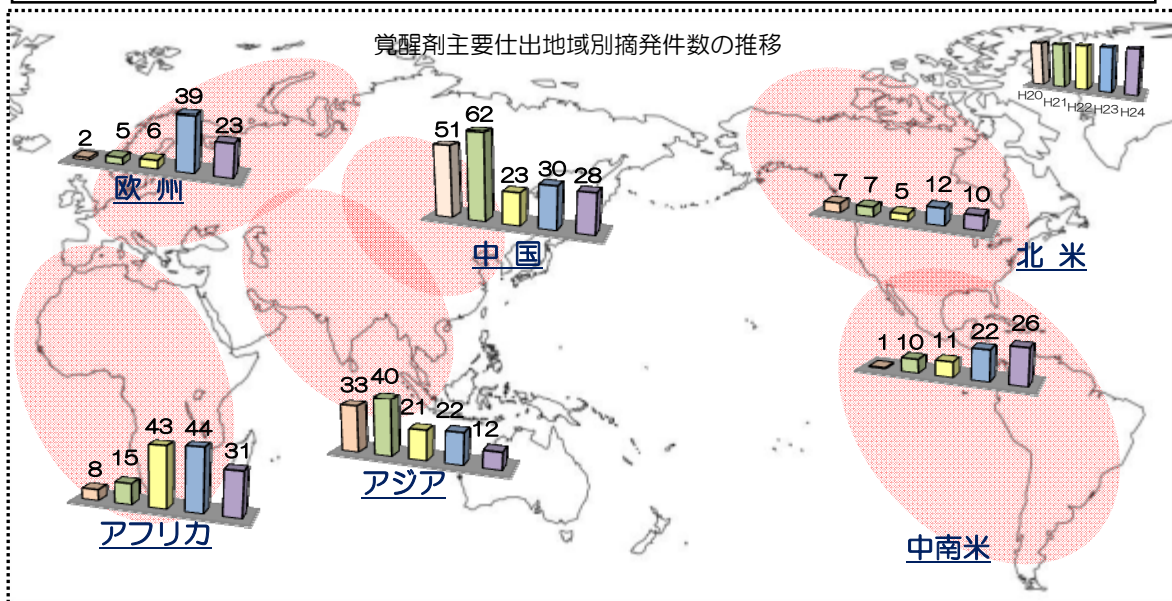 覚醒剤主要仕出地域別摘発件数の推移
H20 H21 H22 H23 H24
2 5 6 39 23
欧 州
51 62 23 30 28
中 国
7 7 5 12 10
北 米
1 10 11 22 26
中南米
33 40 21 22 12
アジア
8 15 43 44 31
アフリカ